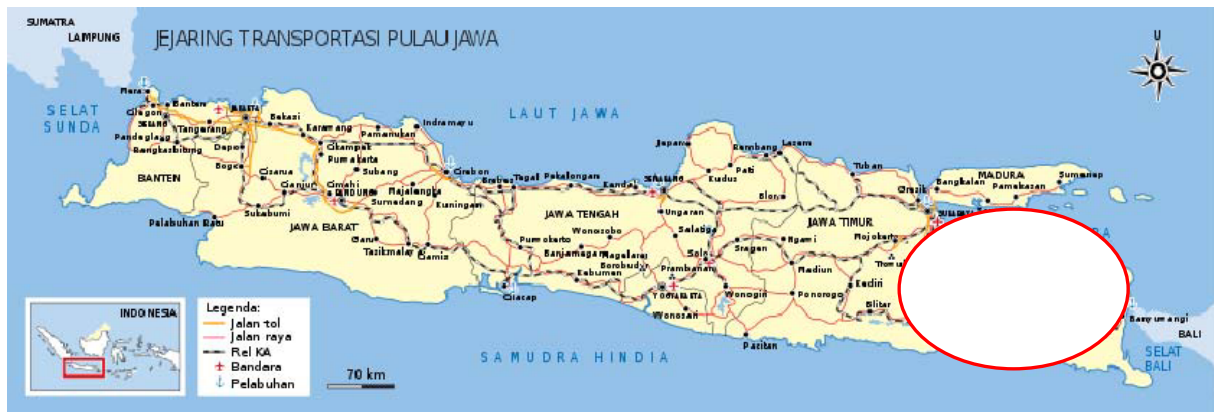 SUMATRA
LAMPUNG
JEJARING TRANSPORTASI PULAU JAWA
U
SELAT
SUNDA
LAUT JAWA
Merak
Cilegon
Banten
SERANG
Tangerang
JAKARTA
Bekasi
Karawang
Pamanukan
Indramayu
Pandeglang
Rangkasbitung
Depok
Bogor
Cikampek
Purwakarta
Subang
Cirebon
BANTEN
Cisarua
Cianjur
Cimahi
BANDUNG
Majalengka
Sumedang
Kuningan
Sukabumi
Pelabuhan Ratu
JAWA BARAT
Garut
Tasikmalaya
Ciamis
Brebes
Tegal
Pekalongan
Kendal
SEMARANG
Jepara
Rembang
Lasem
Pati
Kudus
Blora
Tuban
JAWA TENGAH
Ungaran
Salatiga
Wonosobo
Purwokerto
Banjarnegara
Magelang
Borobudur
Prambanan
Solo
Sragen
Ngawi
JAWA TIMUR
Kebumen
Cilacap
YOGYAKARTA
Wonosari
Wonogiri
Madiun
Ponorogo
Pacitan
Kediri
Blitar
Mojokerto
Gresik
Bangkalan
MADURA
Pamekasan
Sumenep
Banyuwangi
BALI
SELAT
BALI
SAMUDRA HINDIA
INDONESIA
Legenda:
Jalan tol
Jalan raya
Rel KA
Bandara
Pelabuhan
70 km